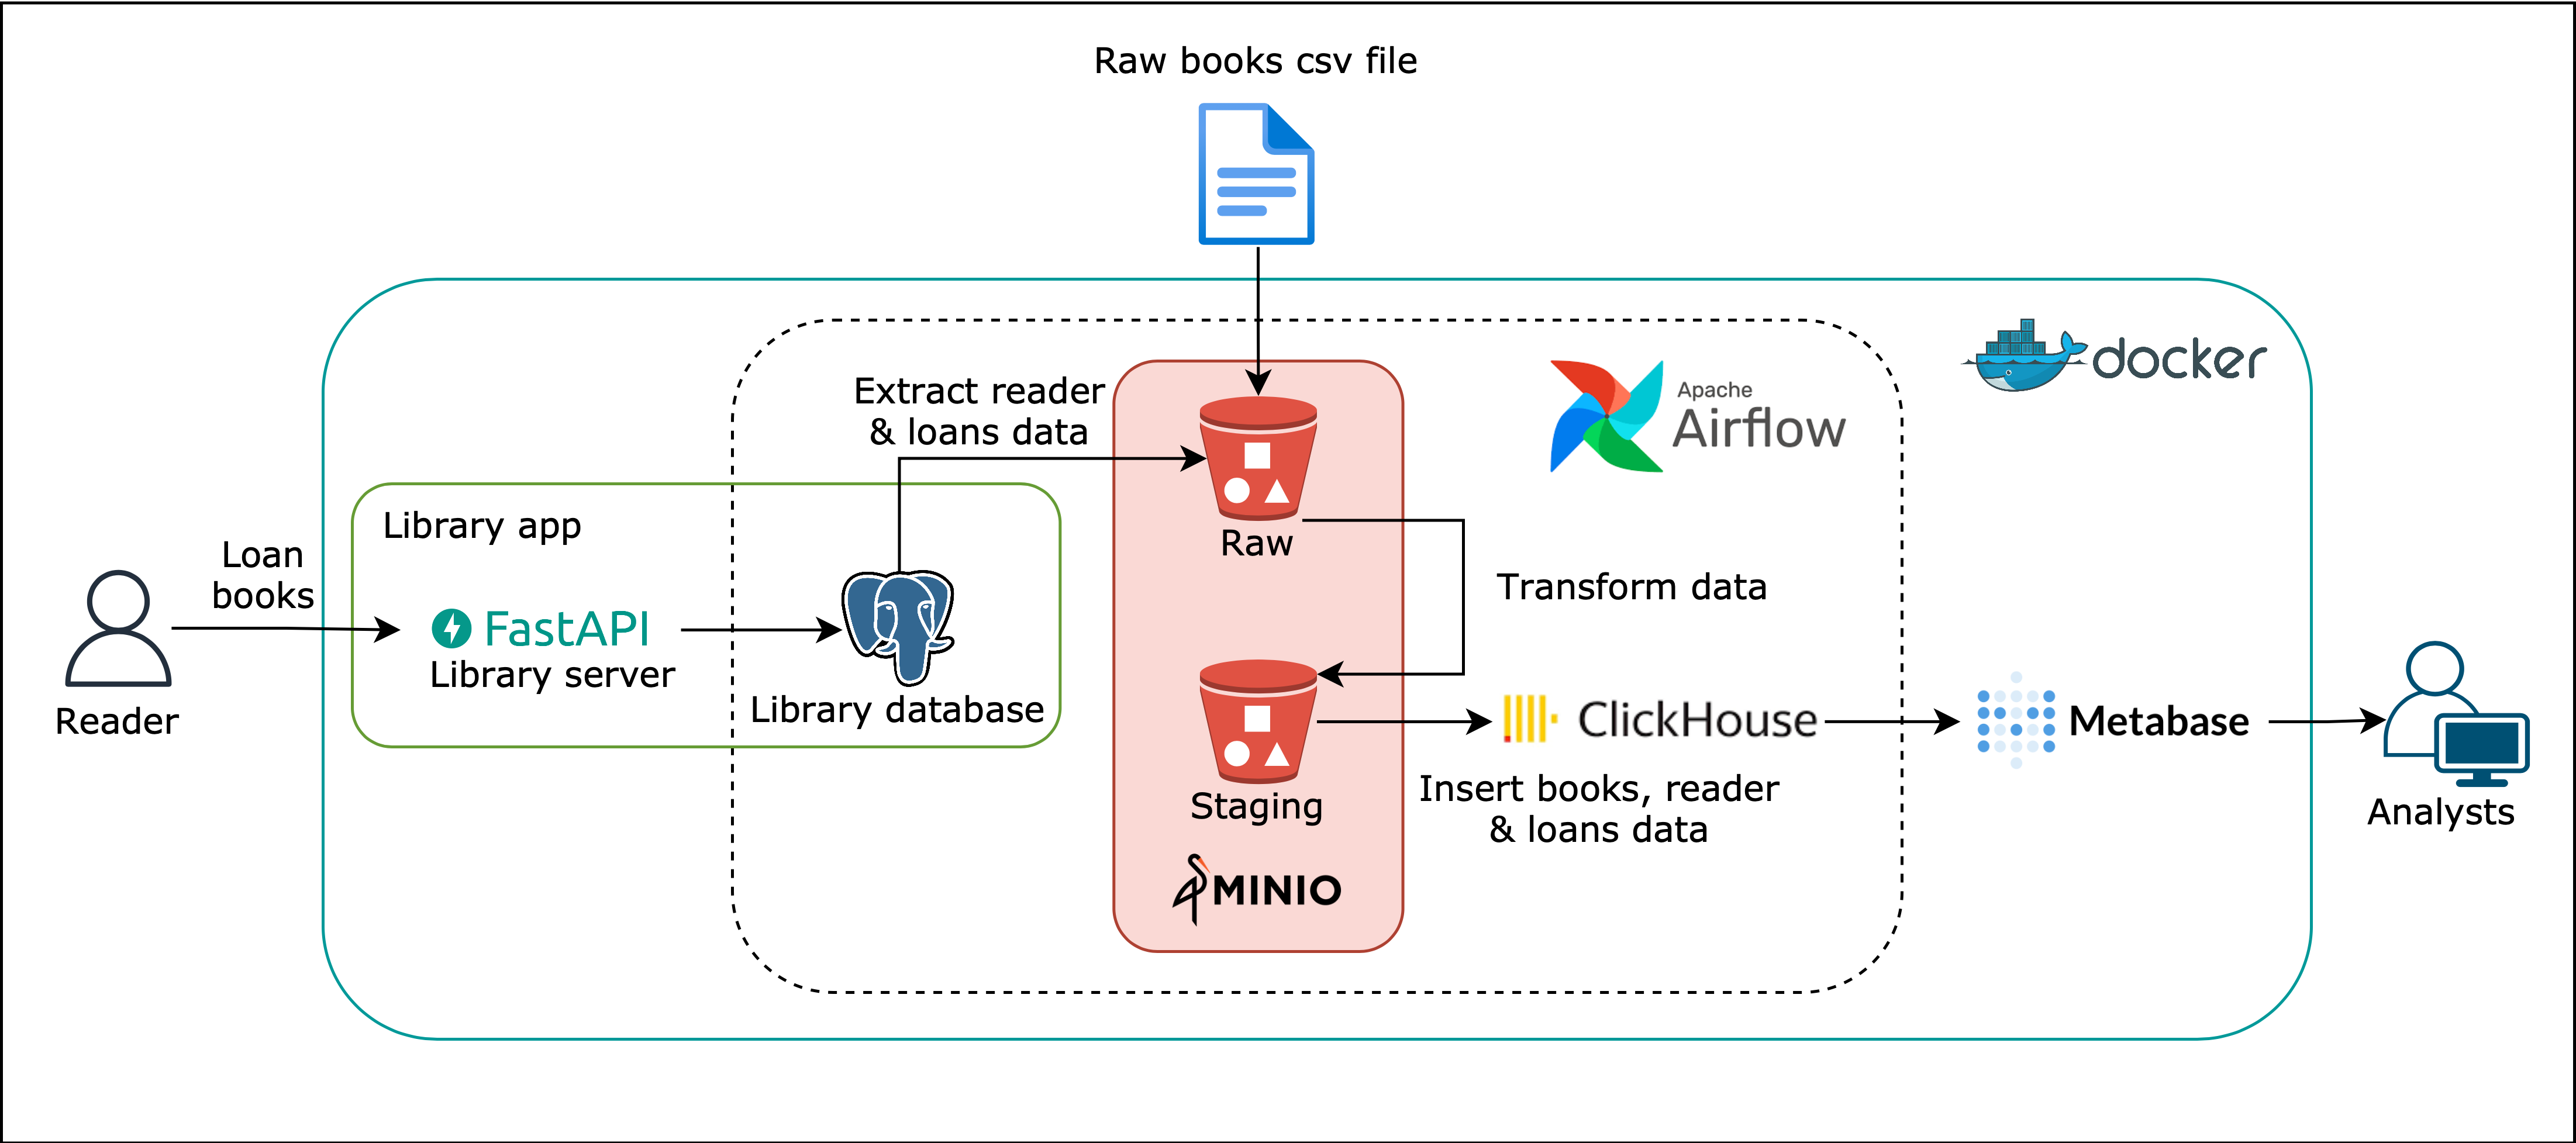 Raw books csv file
docker
Apache
Airflow
Extract reader
& loans data
Library app
Loan
books
Raw
Transform data
FastAPI
Library server
Reader
Library database
Staging
ClickHouse
Insert books, reader
& loans data
Metabase
Analysts
MINIO